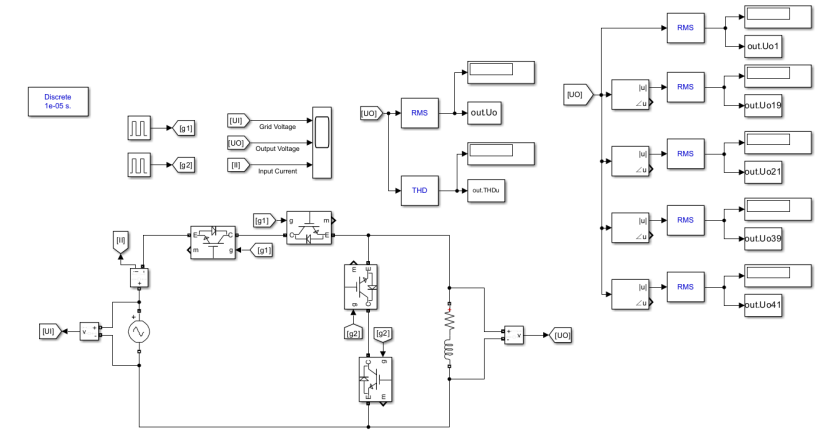 Discrete
1e-05 s.
[g1]
[g2]
[UI]
Grid Voltage
[UO]
Output Voltage
[II]
Input Current
[UO]
RMS
out.Uo
THD
out.THDu
[UO]
RMS
out.Uo1
|u|
∠u
RMS
out.Uo19
|u|
∠u
RMS
out.Uo21
|u|
∠u
RMS
out.Uo39
|u|
∠u
RMS
out.Uo41
[II]
- -
+
E
C
m
g
[g1]
[g1]
g
m
C
E
m
E
g
C
[g2]
[g2]
C
g
E
m
[UI]
v
+
-
+
+
-
v
[UO]